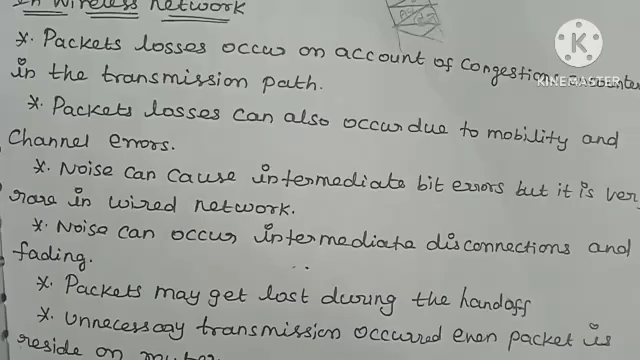 In wireless network
*. Packets losses occur on account of congestions
in the transmission path.
*. Packets losses can also occur due to mobility and
channel errors.
*. Noise can cause intermediate bit errors but it is very
rare in wired network.
*. Noise can occur intermediate disconnections and
fading.
*. Packets may get lost during the handoff
*. unnecessary transmission occurred even packet is
reside on
K
KINEMASTER